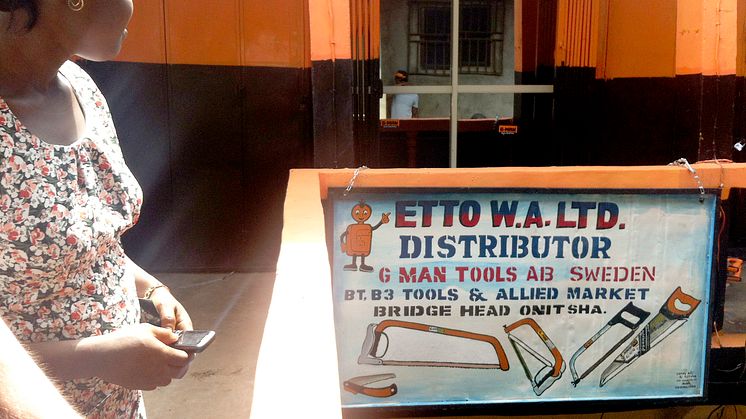 ETTO W.A. LTD.
DISTRIBUTOR
G MAN TOOLS AB SWEDEN
BT, B3 TOOLS & ALLIED MARKET
BRIDGE HEAD ONITSHA.